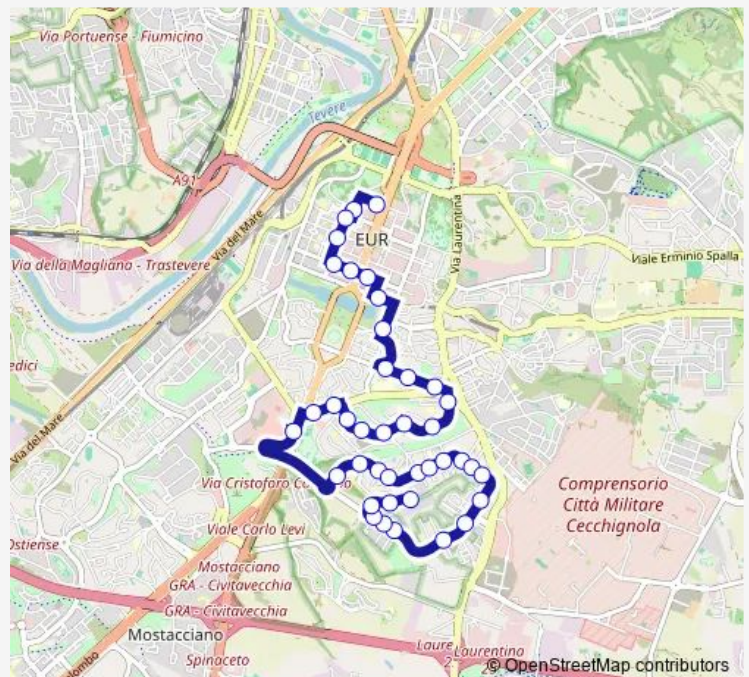 Via Portuense - Fiumicino
Tevere
A91
Via del Mare
EUR
Via Laurentina
Viale Erminio Spalla
Via della Magliana - Trastevere
edici
Via del Mare
Via Cristoforo Co
o
Comprensorio
Città Militare
Cecchignola
Viale Carlo Levi
Ostiense
Mostacciano
GRA - Civitavecchia
GRA - Civitavecchia
Mostacciano
Spinaceto
olombo
Laure
Laurentina
2
© OpenStreetMap contributors